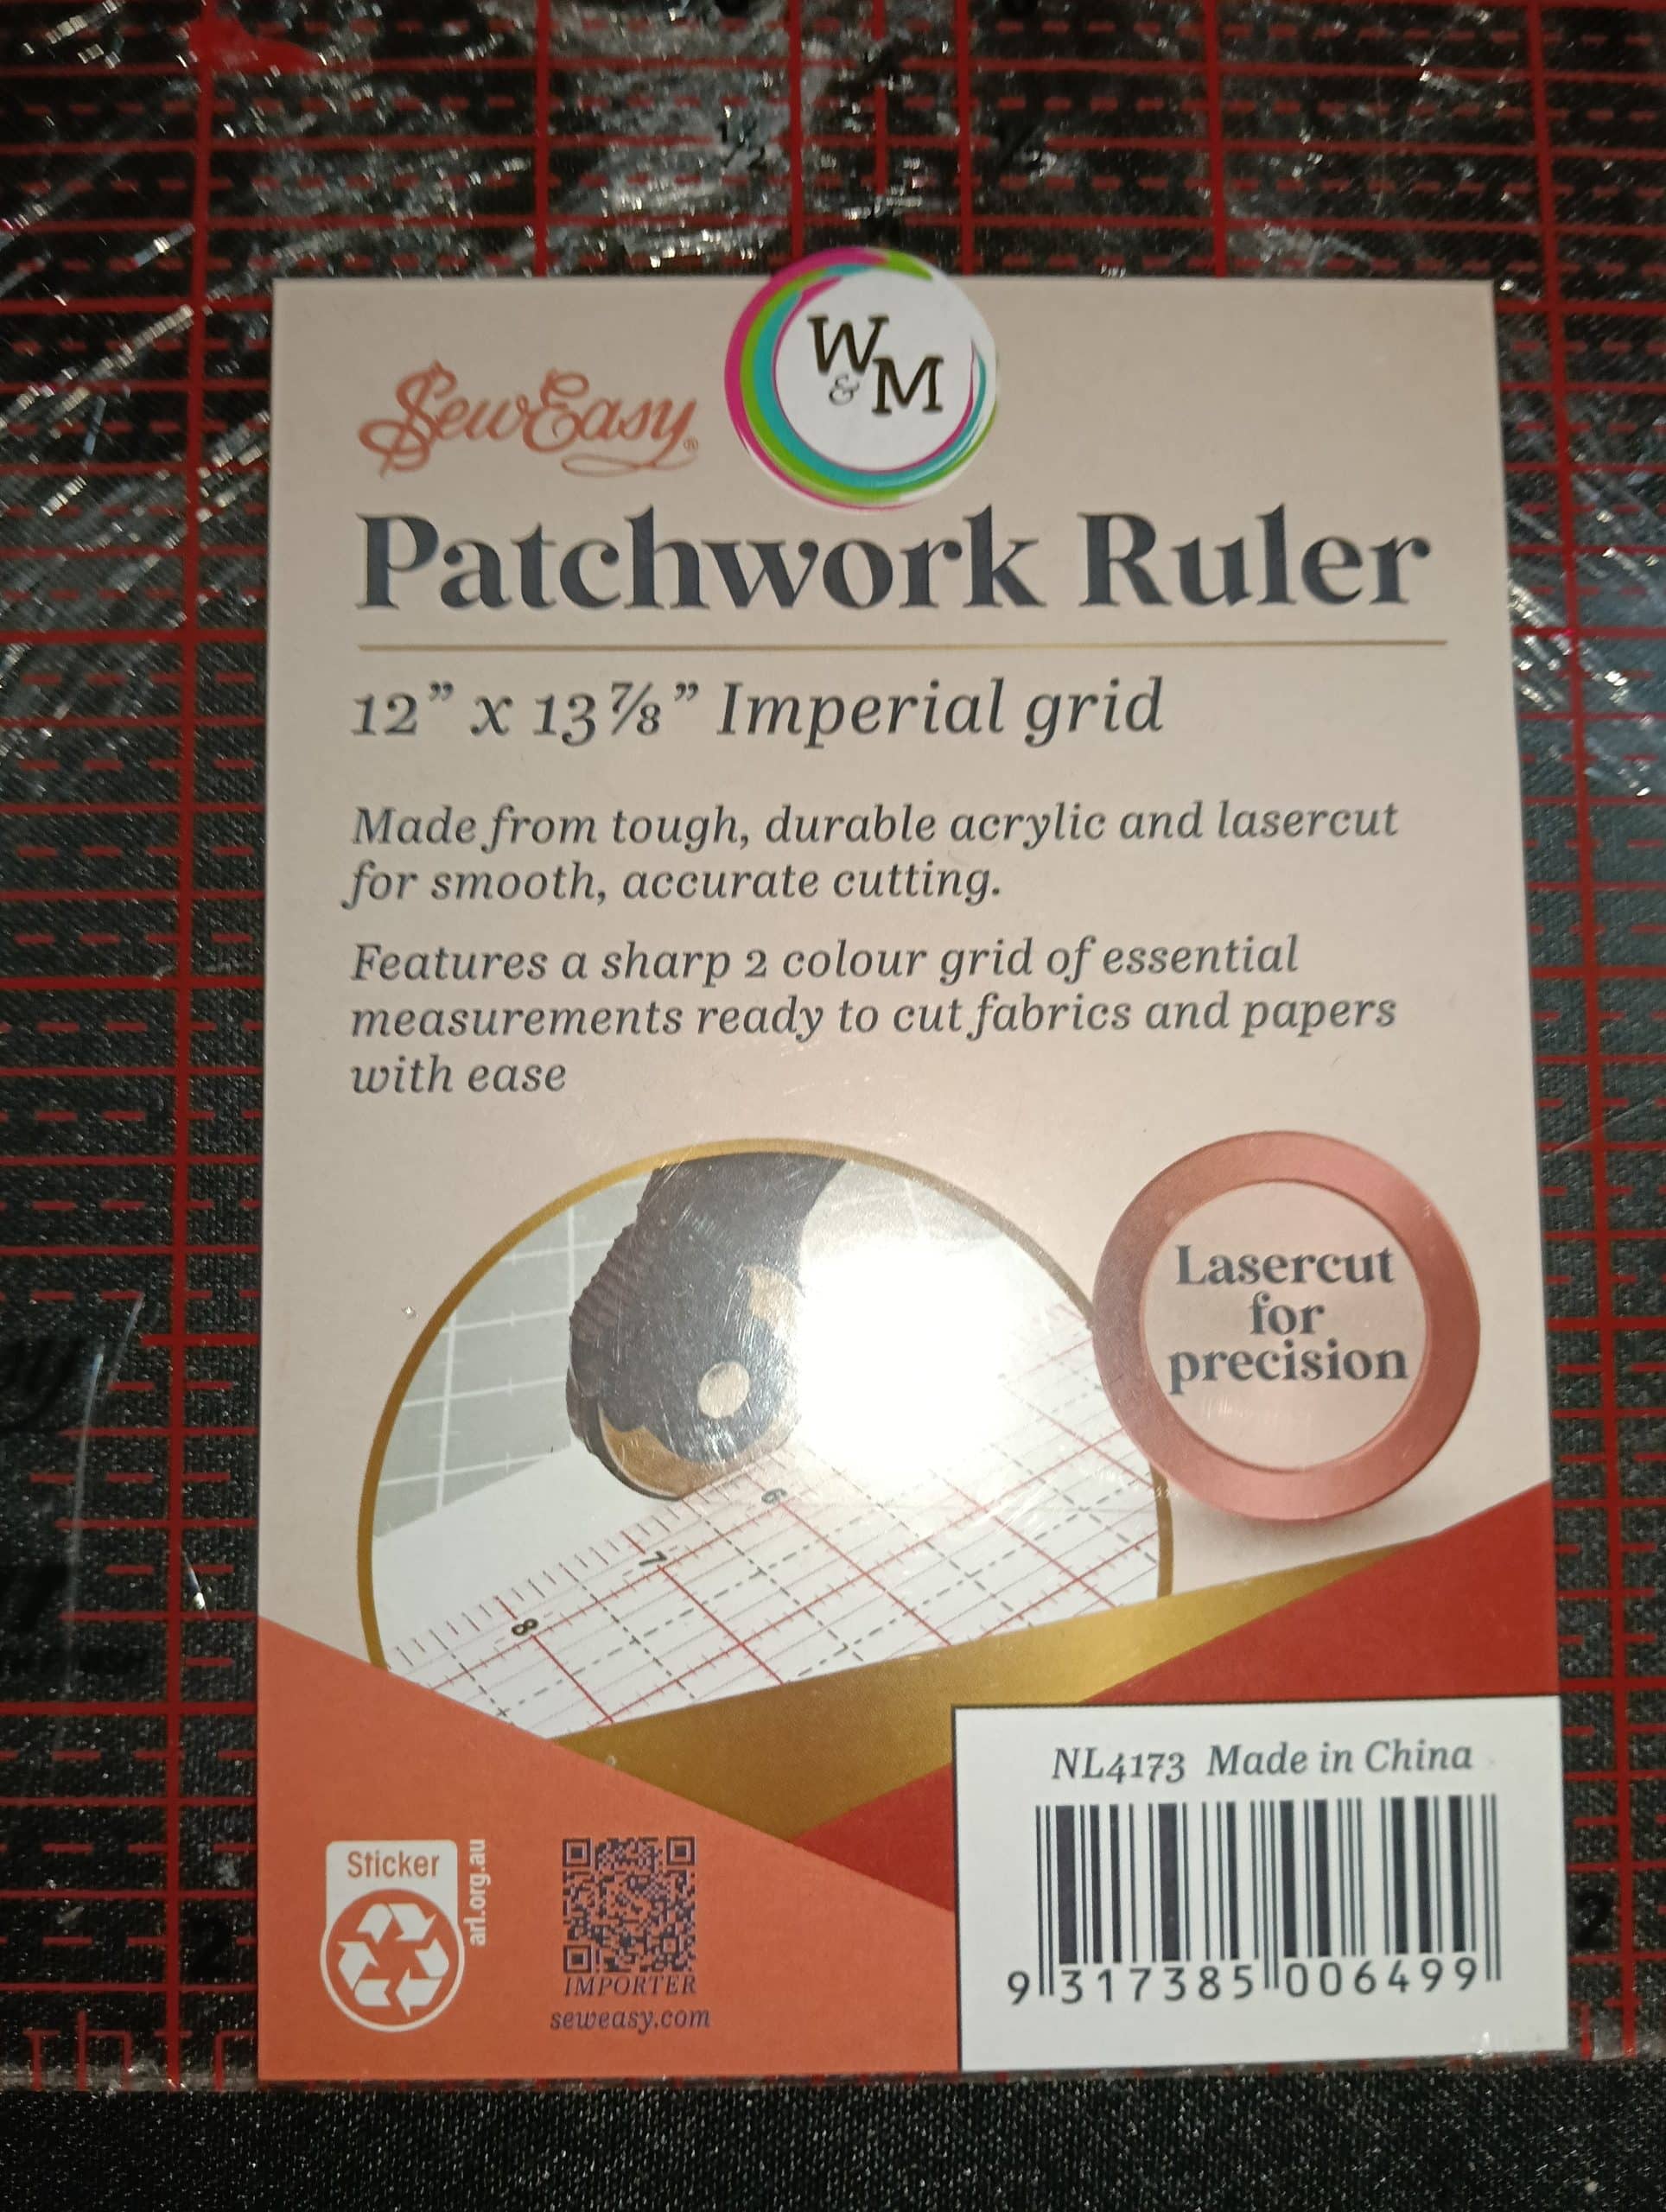 SewEasy®
W
&M
Patchwork Ruler
12” x 13⅞” Imperial grid
Made from tough, durable acrylic and lasercut
for smooth, accurate cutting.
Features a sharp 2 colour grid of essential
measurements ready to cut fabrics and papers
with ease
Lasercut
for
precision
6
7
8
NL4173 Made in China
9 317385 006499
Sticker
arl.org.au
IMPORTER
seweasy.com